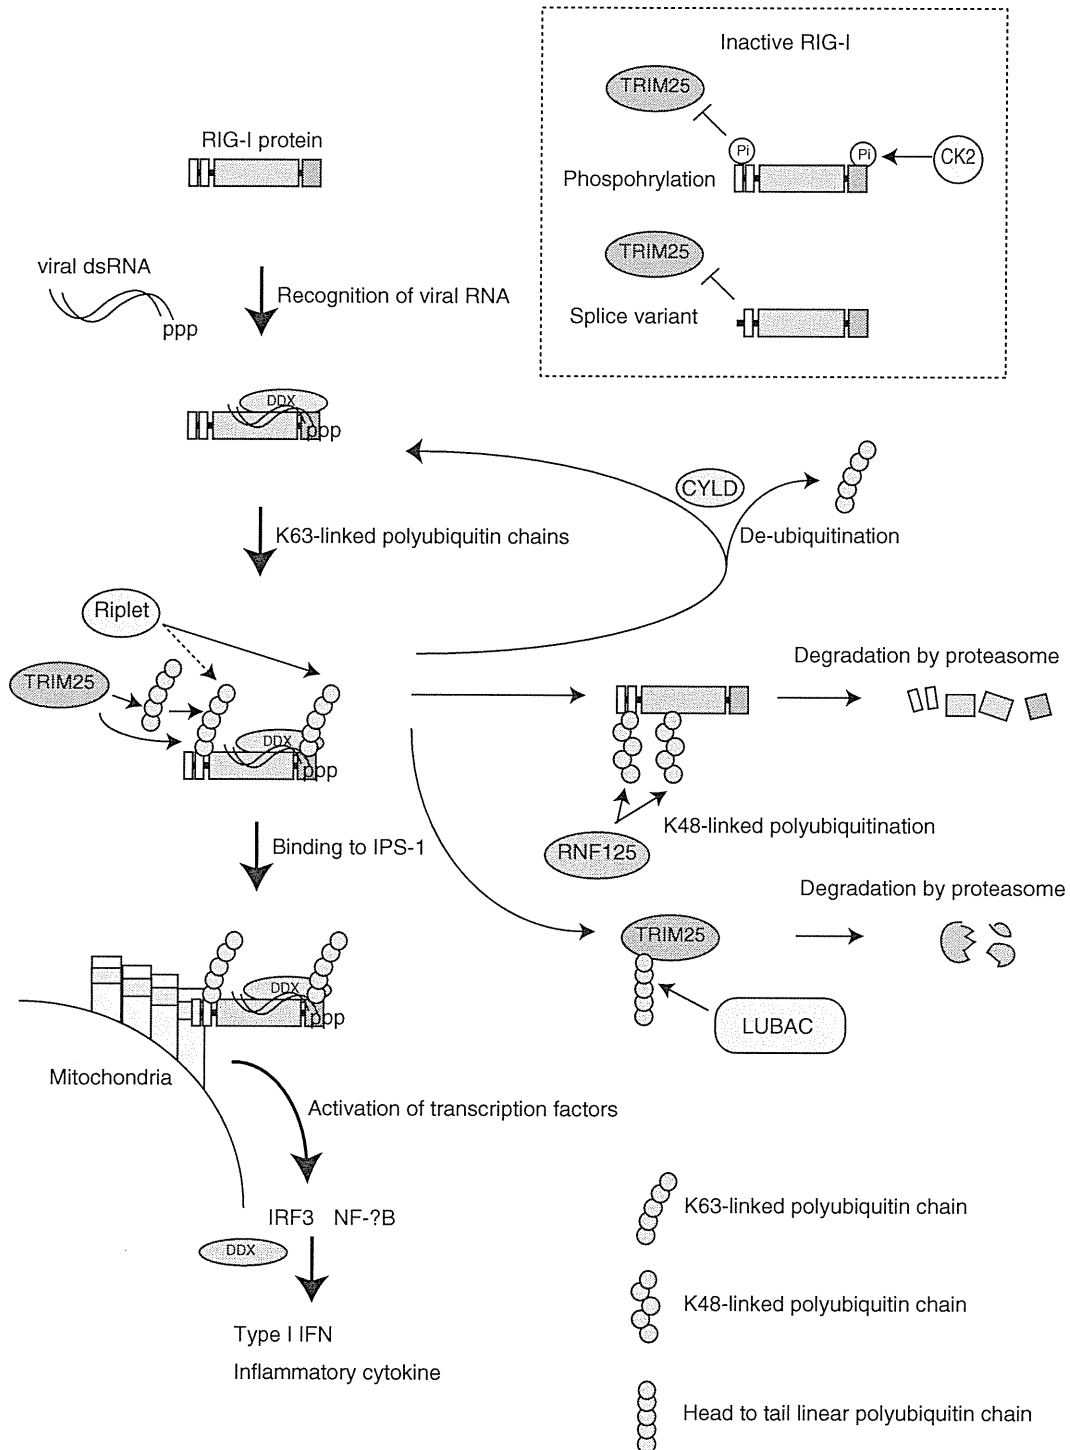 Inactive RIG-I
TRIM25
Pi
Pi
CK2
Phospohrylation
TRIM25
Splice variant
RIG-I protein
viral dsRNA
ppp
Recognition of viral RNA
DDX
ppp
CYLD
De-ubiquitination
K63-linked polyubiquitin chains
Riplet
TRIM25
DDX
ppp
Degradation by proteasome
K48-linked polyubiquitination
RNF125
Binding to IPS-1
Degradation by proteasome
TRIM25
LUBAC
DDX
ppp
Mitochondria
Activation of transcription factors
IRF3 NF-?B
DDX
Type I IFN
Inflammatory cytokine
K63-linked polyubiquitin chain
K48-linked polyubiquitin chain
Head to tail linear polyubiquitin chain